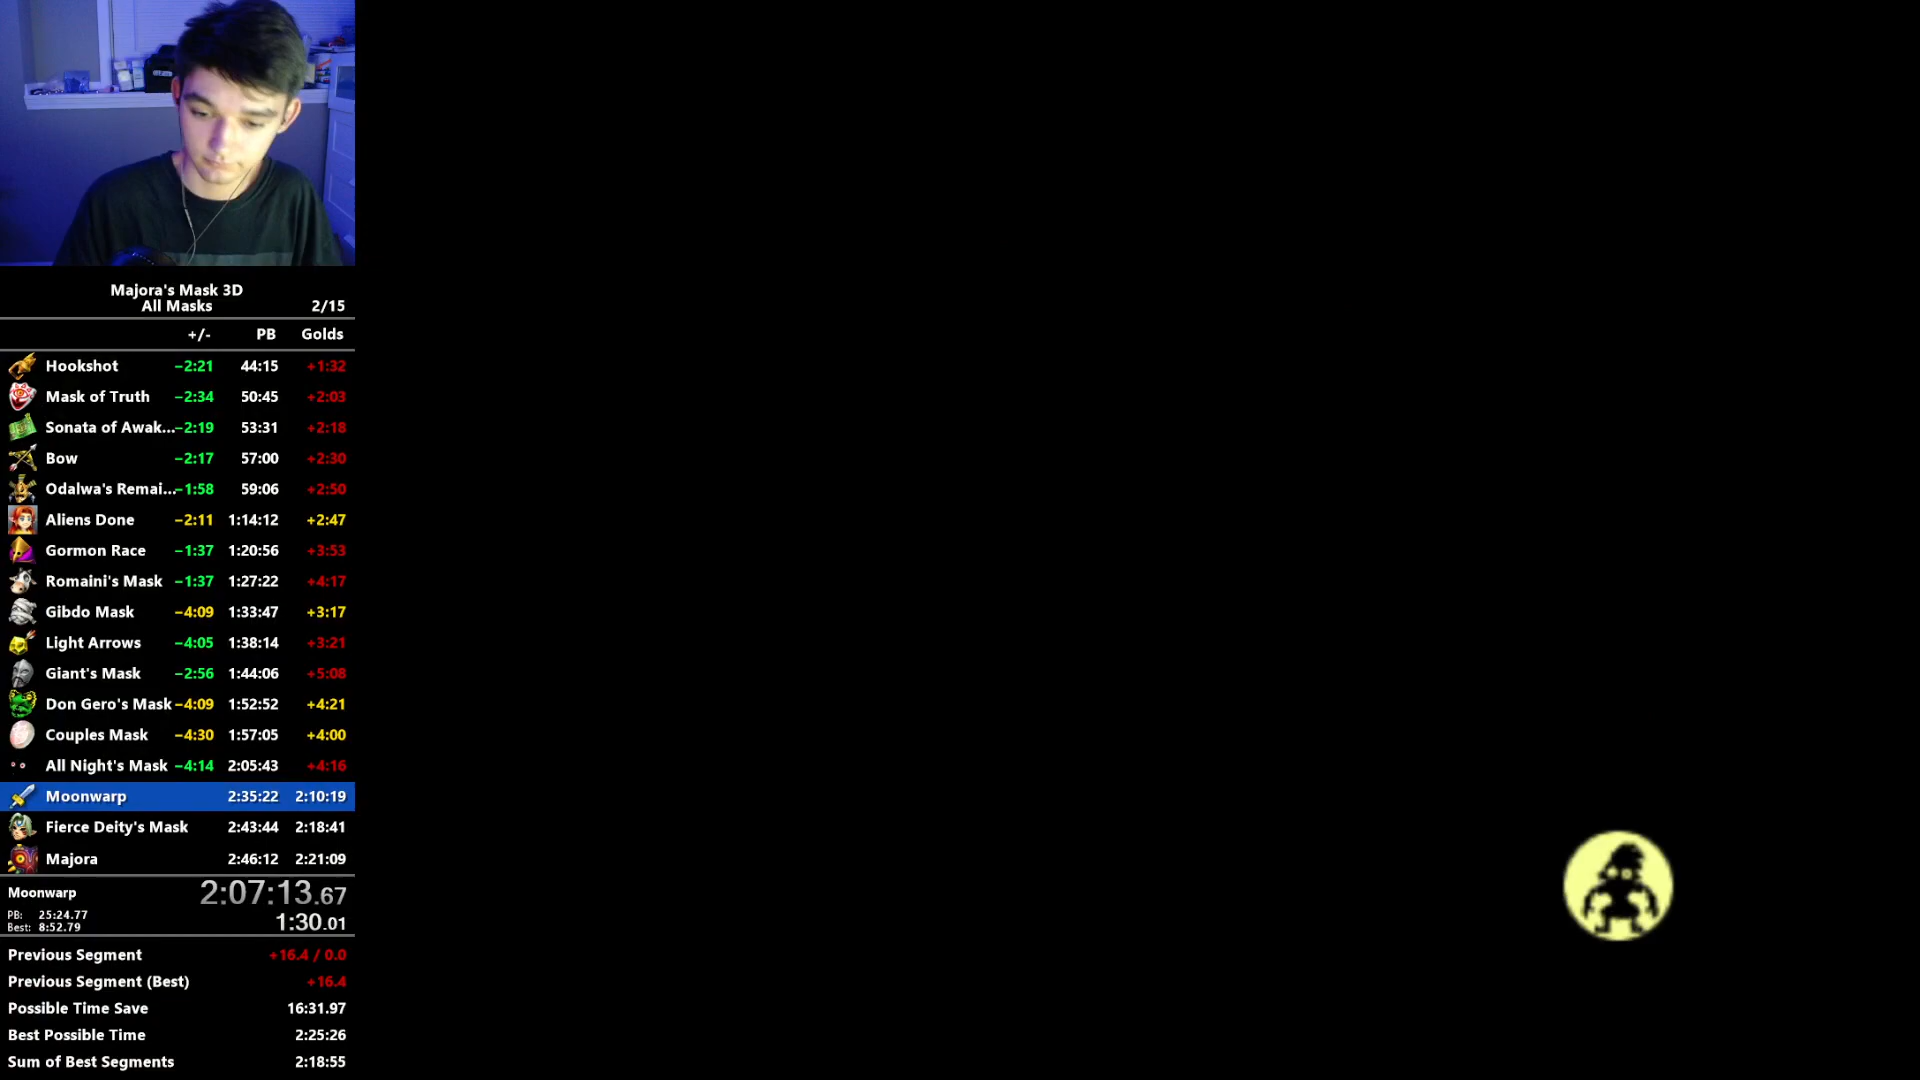 Majora's Mask 3D
All Masks 2/15
+/- PB Golds
Hookshot −2:21 44:15 +1:32
Mask of Truth −2:34 50:45 +2:03
Sonata of Awak... −2:19 53:31 +2:18
Bow −2:17 57:00 +2:30
Odalwa's Remai... −1:58 59:06 +2:50
Aliens Done −2:11 1:14:12 +2:47
Gormon Race −1:37 1:20:56 +3:53
Romaini's Mask −1:37 1:27:22 +4:17
Gibdo Mask −4:09 1:33:47 +3:17
Light Arrows −4:05 1:38:14 +3:21
Giant's Mask −2:56 1:44:06 +5:08
Don Gero's Mask −4:09 1:52:52 +4:21
Couples Mask −4:30 1:57:05 +4:00
All Night's Mask −4:14 2:05:43 +4:16
Moonwarp 2:35:22 2:10:19
Fierce Deity's Mask 2:43:44 2:18:41
Majora 2:46:12 2:21:09
Moonwarp 2:07:13.67
PB: 25:24.77
Best: 8:52.79 1:30.01
Previous Segment +16.4 / 0.0
Previous Segment (Best) +16.4
Possible Time Save 16:31.97
Best Possible Time 2:25:26
Sum of Best Segments 2:18:55